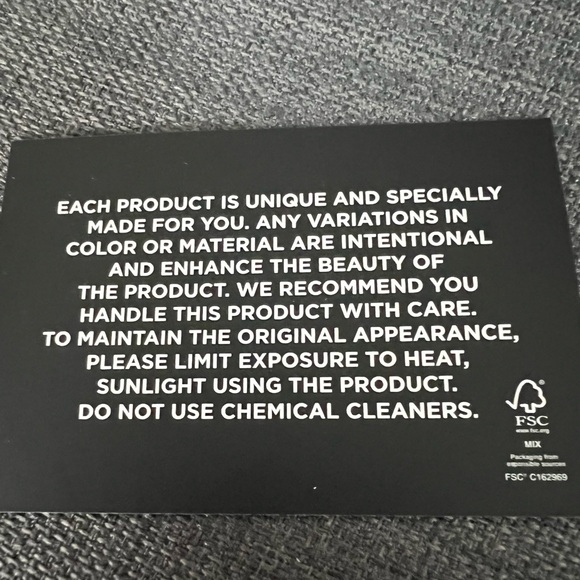 EACH PRODUCT IS UNIQUE AND SPECIALLY
MADE FOR YOU. ANY VARIATIONS IN
COLOR OR MATERIAL ARE INTENTIONAL
AND ENHANCE THE BEAUTY OF
THE PRODUCT. WE RECOMMEND YOU
HANDLE THIS PRODUCT WITH CARE.
TO MAINTAIN THE ORIGINAL APPEARANCE,
PLEASE LIMIT EXPOSURE TO HEAT,
SUNLIGHT USING THE PRODUCT.
DO NOT USE CHEMICAL CLEANERS.
FSC
www.fsc.org
MIX
Packaging from
responsible sources
FSC® C162969